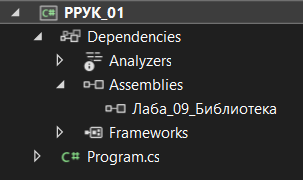 РРУК_01
Dependencies
Analyzers
Assemblies
Лаба_09_Библиотека
Frameworks
C# Program.cs